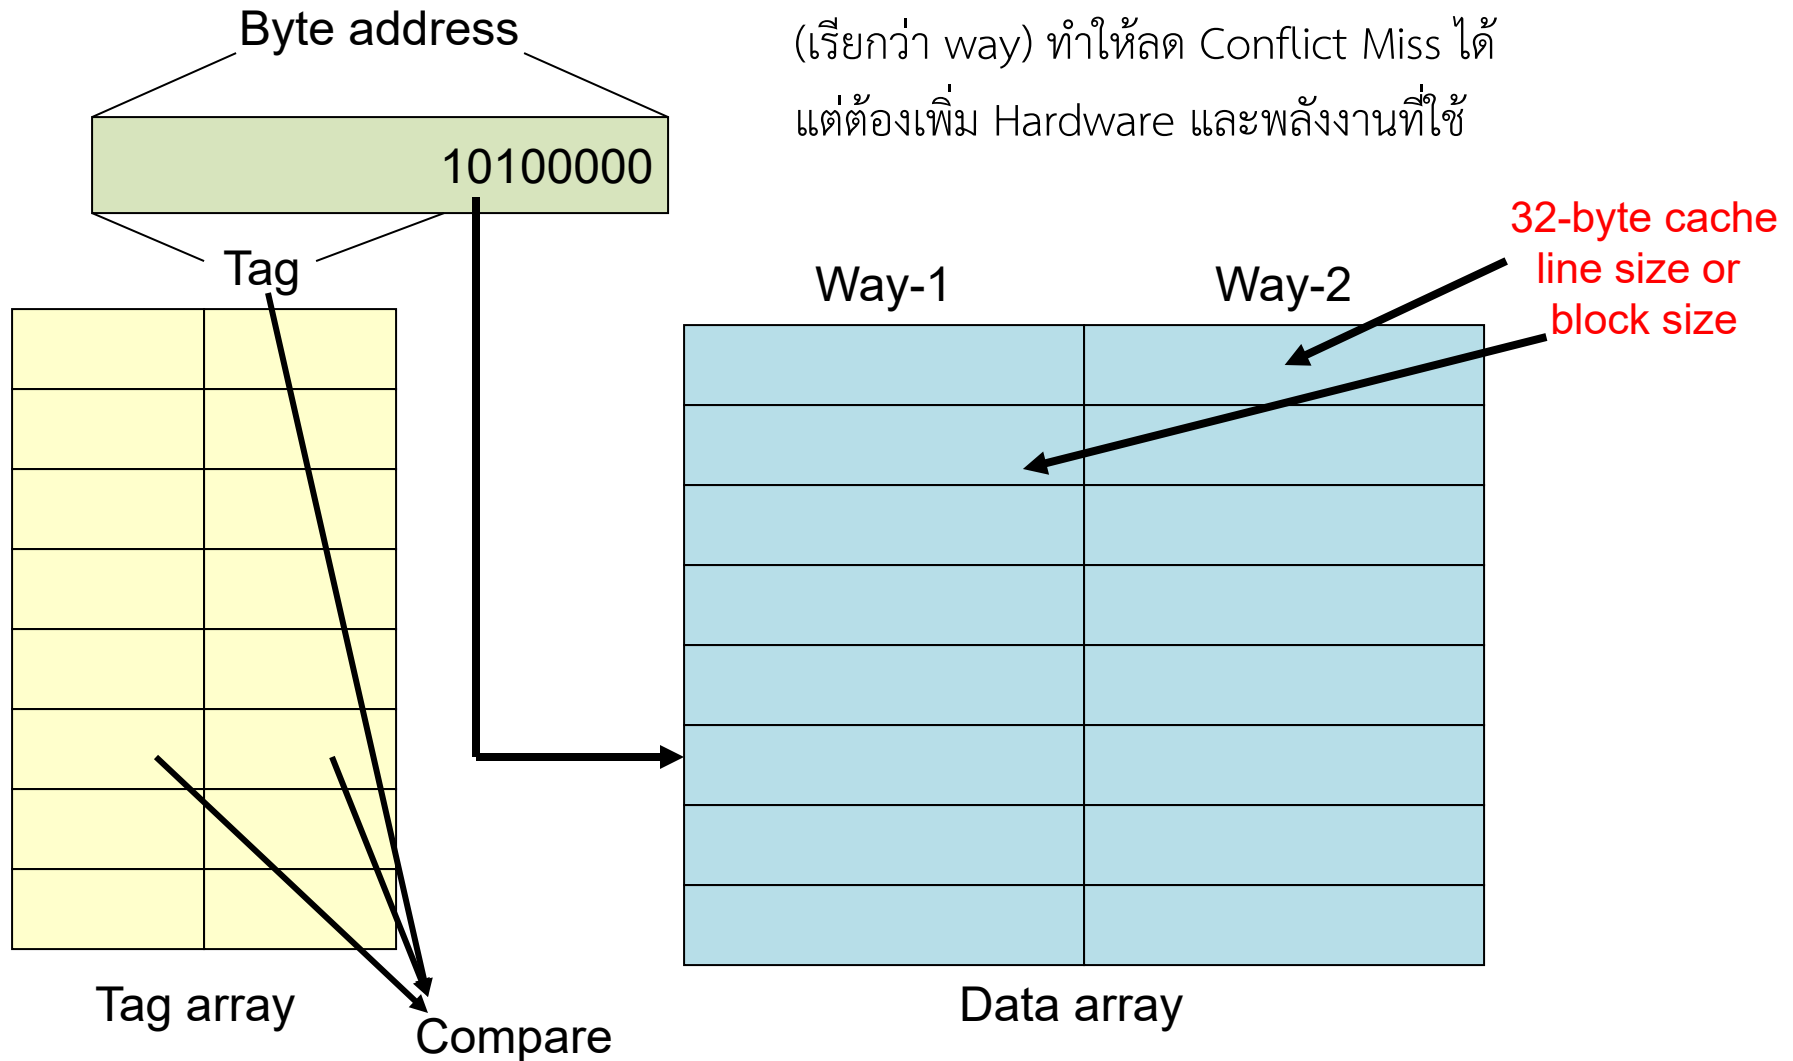 Byte address
(เรียกว่า way) ทำให้ลด Conflict Miss ได้
แต่ต้องเพิ่ม Hardware และพลังงานที่ใช้
10100000
32-byte cache
line size or
block size
Tag
Way-1
Way-2
Tag array
Data array
Compare